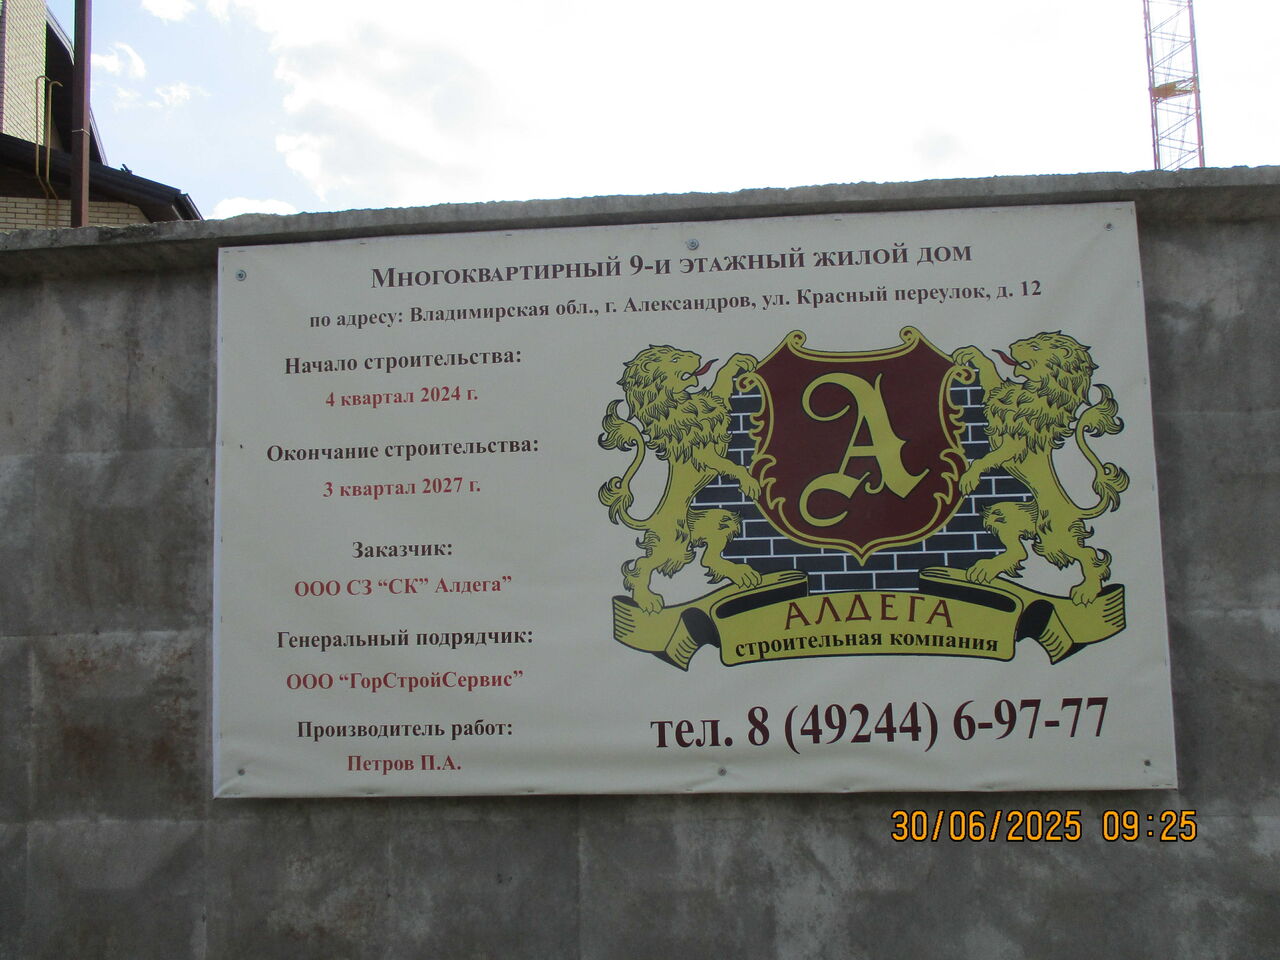 Многоквартирный 9-и этажный жилой дом
по адресу: Владимирская обл., г. Александров, ул. Красный переулок, д. 12
Начало строительства:
4 квартал 2024 г.
Окончание строительства:
3 квартал 2027 г.
Заказчик:
ООО СЗ “СК” Алдега”
Генеральный подрядчик:
ООО “ГорСтройСервис”
Производитель работ:
Петров П.А.
А
АЛДЕГА
строительная компания
тел. 8 (49244) 6-97-77
30/06/2025 09:25